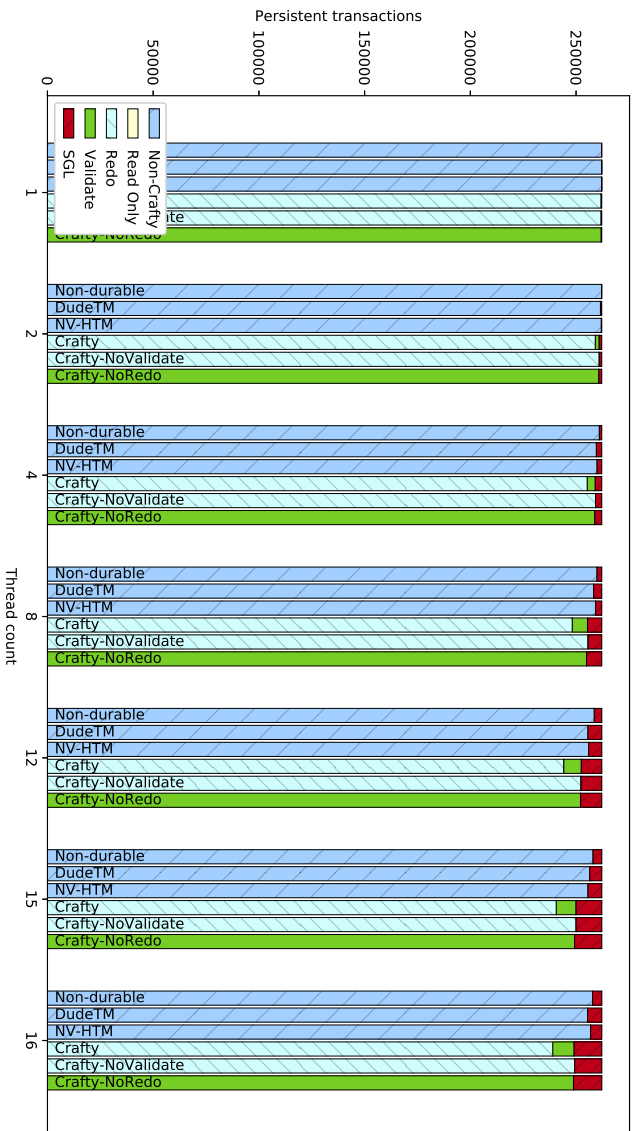 Persistent transactions
0
50000
100000
150000
200000
250000
Non-Crafty
Read Only
Redo
Validate
SGL
ate
Crafty-NoRedo
1
Non-durable
DudeTM
NV-HTM
Crafty
Crafty-NoValidate
Crafty-NoRedo
2
Non-durable
DudeTM
NV-HTM
Crafty
Crafty-NoValidate
Crafty-NoRedo
4
Non-durable
DudeTM
NV-HTM
Crafty
Crafty-NoValidate
Crafty-NoRedo
8
Non-durable
DudeTM
NV-HTM
Crafty
Crafty-NoValidate
Crafty-NoRedo
12
Non-durable
DudeTM
NV-HTM
Crafty
Crafty-NoValidate
Crafty-NoRedo
15
Non-durable
DudeTM
NV-HTM
Crafty
Crafty-NoValidate
Crafty-NoRedo
16
Thread count